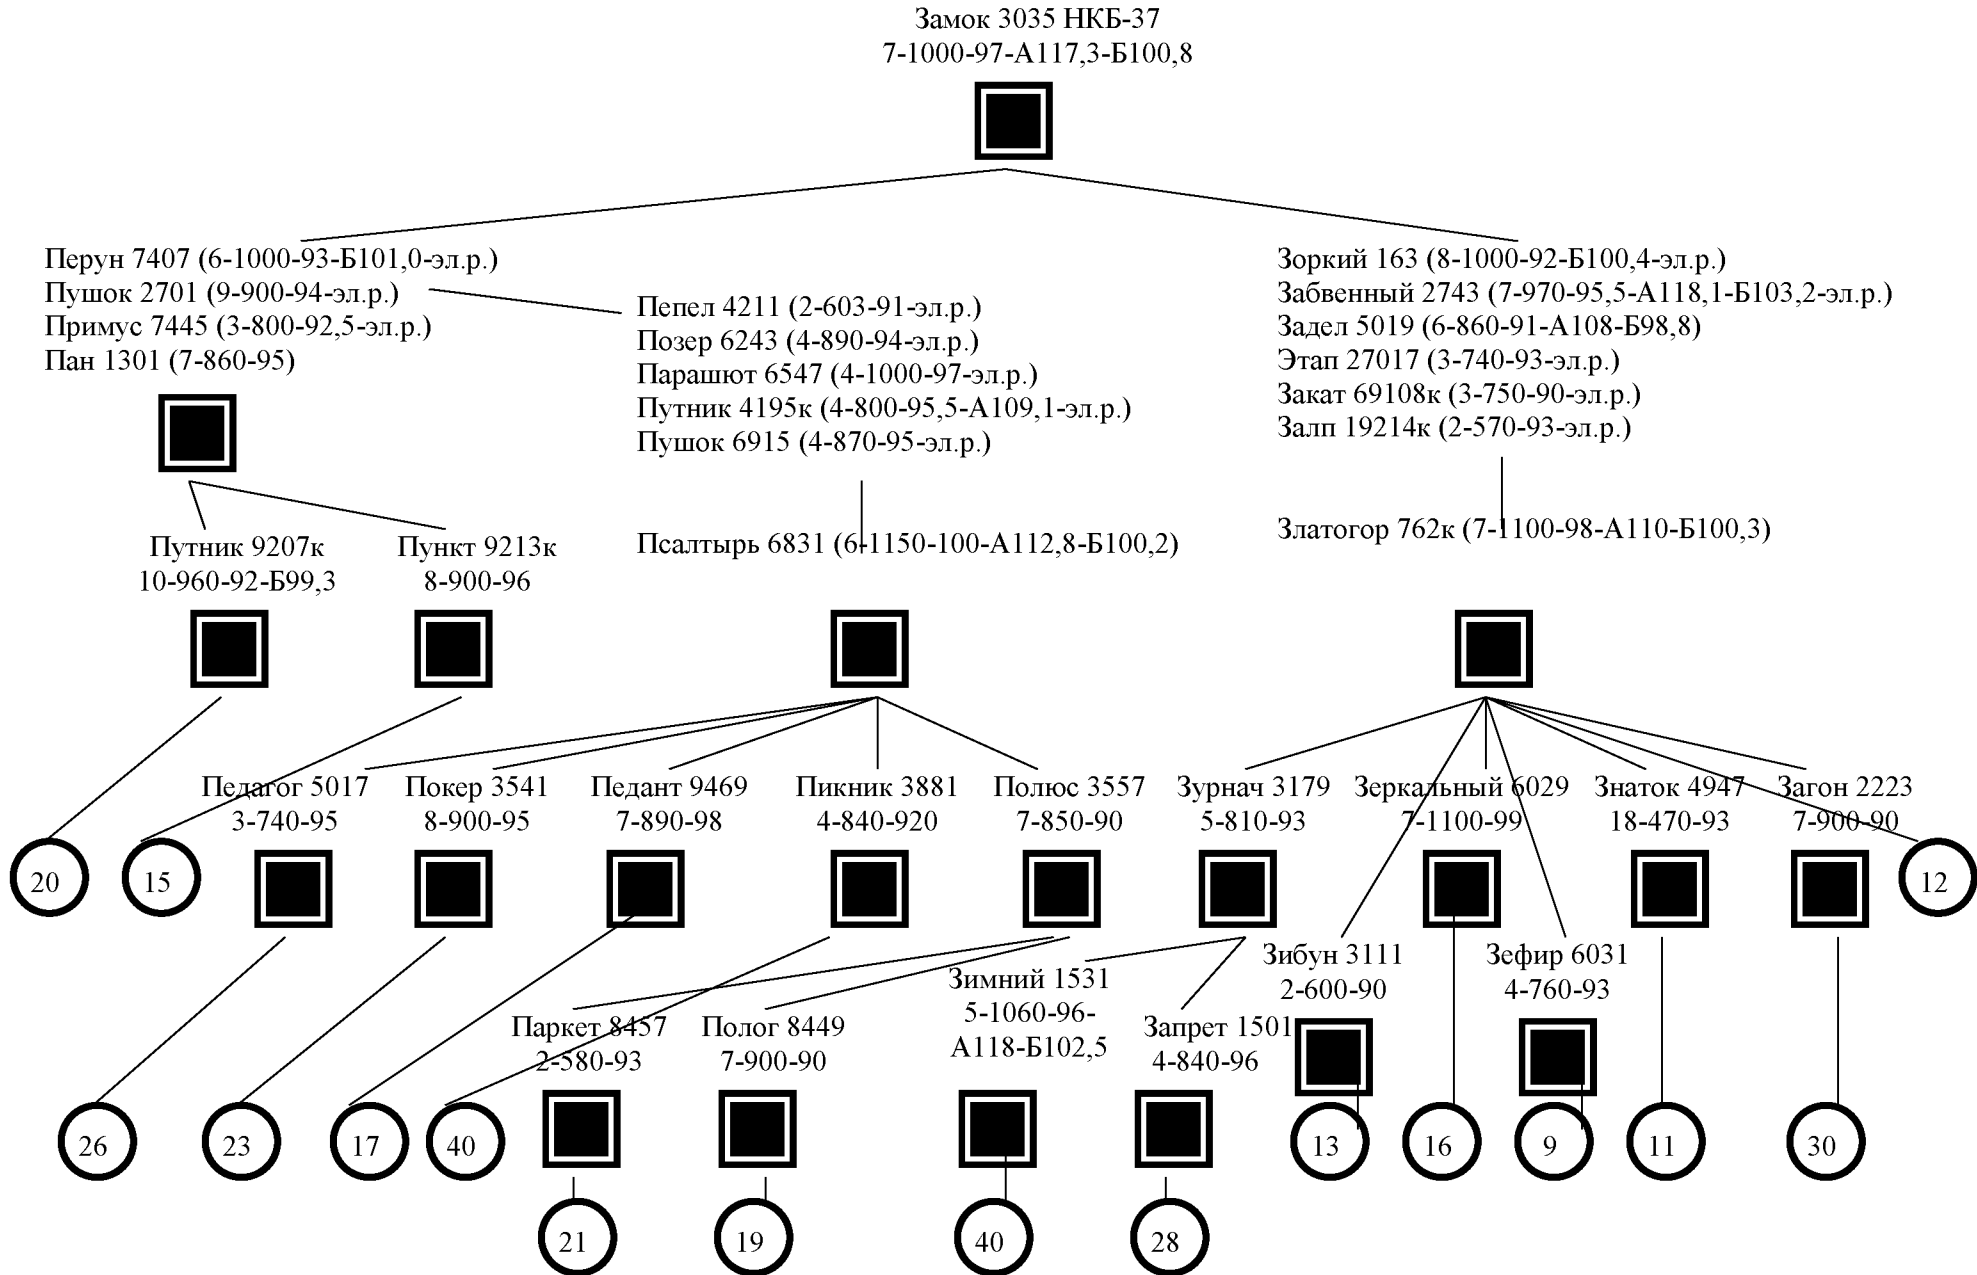 Замок 3035 НКБ-37
7-1000-97-А117,3-Б100,8
Перун 7407 (6-1000-93-Б101,0-эл.р.)
Пушок 2701 (9-900-94-эл.р.)
Примус 7445 (3-800-92,5-эл.р.)
Пан 1301 (7-860-95)
Пепел 4211 (2-603-91-эл.р.)
Позер 6243 (4-890-94-эл.р.)
Парашют 6547 (4-1000-97-эл.р.)
Путник 4195к (4-800-95,5-А109,1-эл.р.)
Пушок 6915 (4-870-95-эл.р.)
Зоркий 163 (8-1000-92-Б100,4-эл.р.)
Забвенный 2743 (7-970-95,5-А118,1-Б103,2-эл.р.)
Задел 5019 (6-860-91-А108-Б98,8)
Этап 27017 (3-740-93-эл.р.)
Закат 69108к (3-750-90-эл.р.)
Залп 19214к (2-570-93-эл.р.)
Путник 9207к
10-960-92-Б99,3
Пункт 9213к
8-900-96
Псалтырь 6831 (6-1150-100-А112,8-Б100,2)
Златогор 762к (7-1100-98-А110-Б100,3)
Педагог 5017
3-740-95
Покер 3541
8-900-95
Педант 9469
7-890-98
Пикник 3881
4-840-920
Полюс 3557
7-850-90
Зурнач 3179
5-810-93
Зеркальный 6029
7-1100-99
Знаток 4947
18-470-93
Загон 2223
7-900-90
20
15
12
Паркет 8457
2-580-93
Полог 8449
7-900-90
Зимний 1531
5-1060-96-
А118-Б102,5
Запрет 1501
4-840-96
Зибун 3111
2-600-90
Зефир 6031
4-760-93
26
23
17
40
13
16
9
11
30
21
19
40
28